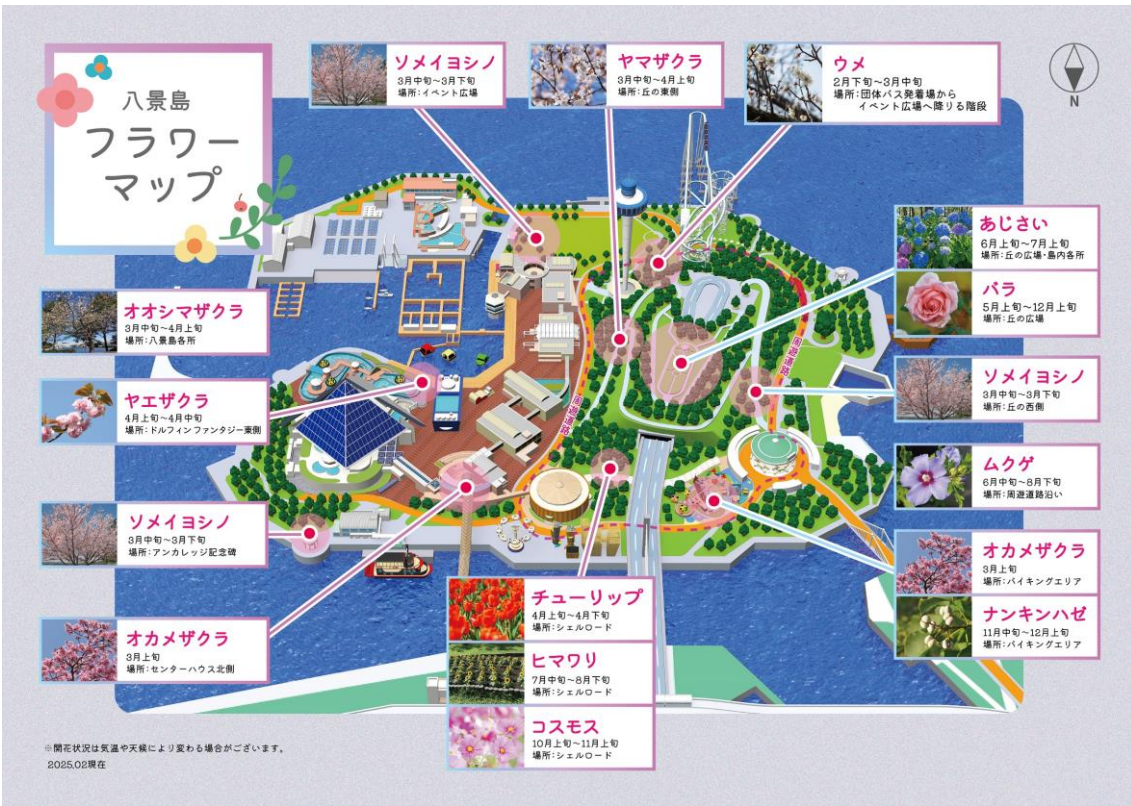 八景島
フラワー
マップ
ソメイヨシノ
3月中旬～3月下旬
場所：イベント広場
ヤマザクラ
3月中旬～4月上旬
場所：丘の東側
ウメ
2月下旬～3月中旬
場所：団体バス発着場から
イベント広場へ降りる階段
N
あじさい
6月上旬～7月上旬
場所：丘の広場・島内各所
バラ
5月上旬～12月上旬
場所：丘の広場
オオシマザクラ
3月中旬～4月上旬
場所：八景島各所
ヤエザクラ
4月上旬～4月中旬
場所：ドルフィンファンタジー東側
ソメイヨシノ
3月中旬～3月下旬
場所：丘の西側
ムクゲ
6月中旬～8月下旬
場所：周遊道路沿い
周遊道路
周遊道路
ソメイヨシノ
3月中旬～3月下旬
場所：アンカレッジ記念碑
オカメザクラ
3月上旬
場所：バイキングエリア
ナンキンハゼ
11月中旬～12月上旬
場所：バイキングエリア
オカメザクラ
3月上旬
場所：センターハウス北側
チューリップ
4月上旬～4月下旬
場所：シェルロード
ヒマワリ
7月中旬～8月下旬
場所：シェルロード
コスモス
10月上旬～11月上旬
場所：シェルロード
※開花状況は気温や天候により変わる場合がございます。
2025.02現在